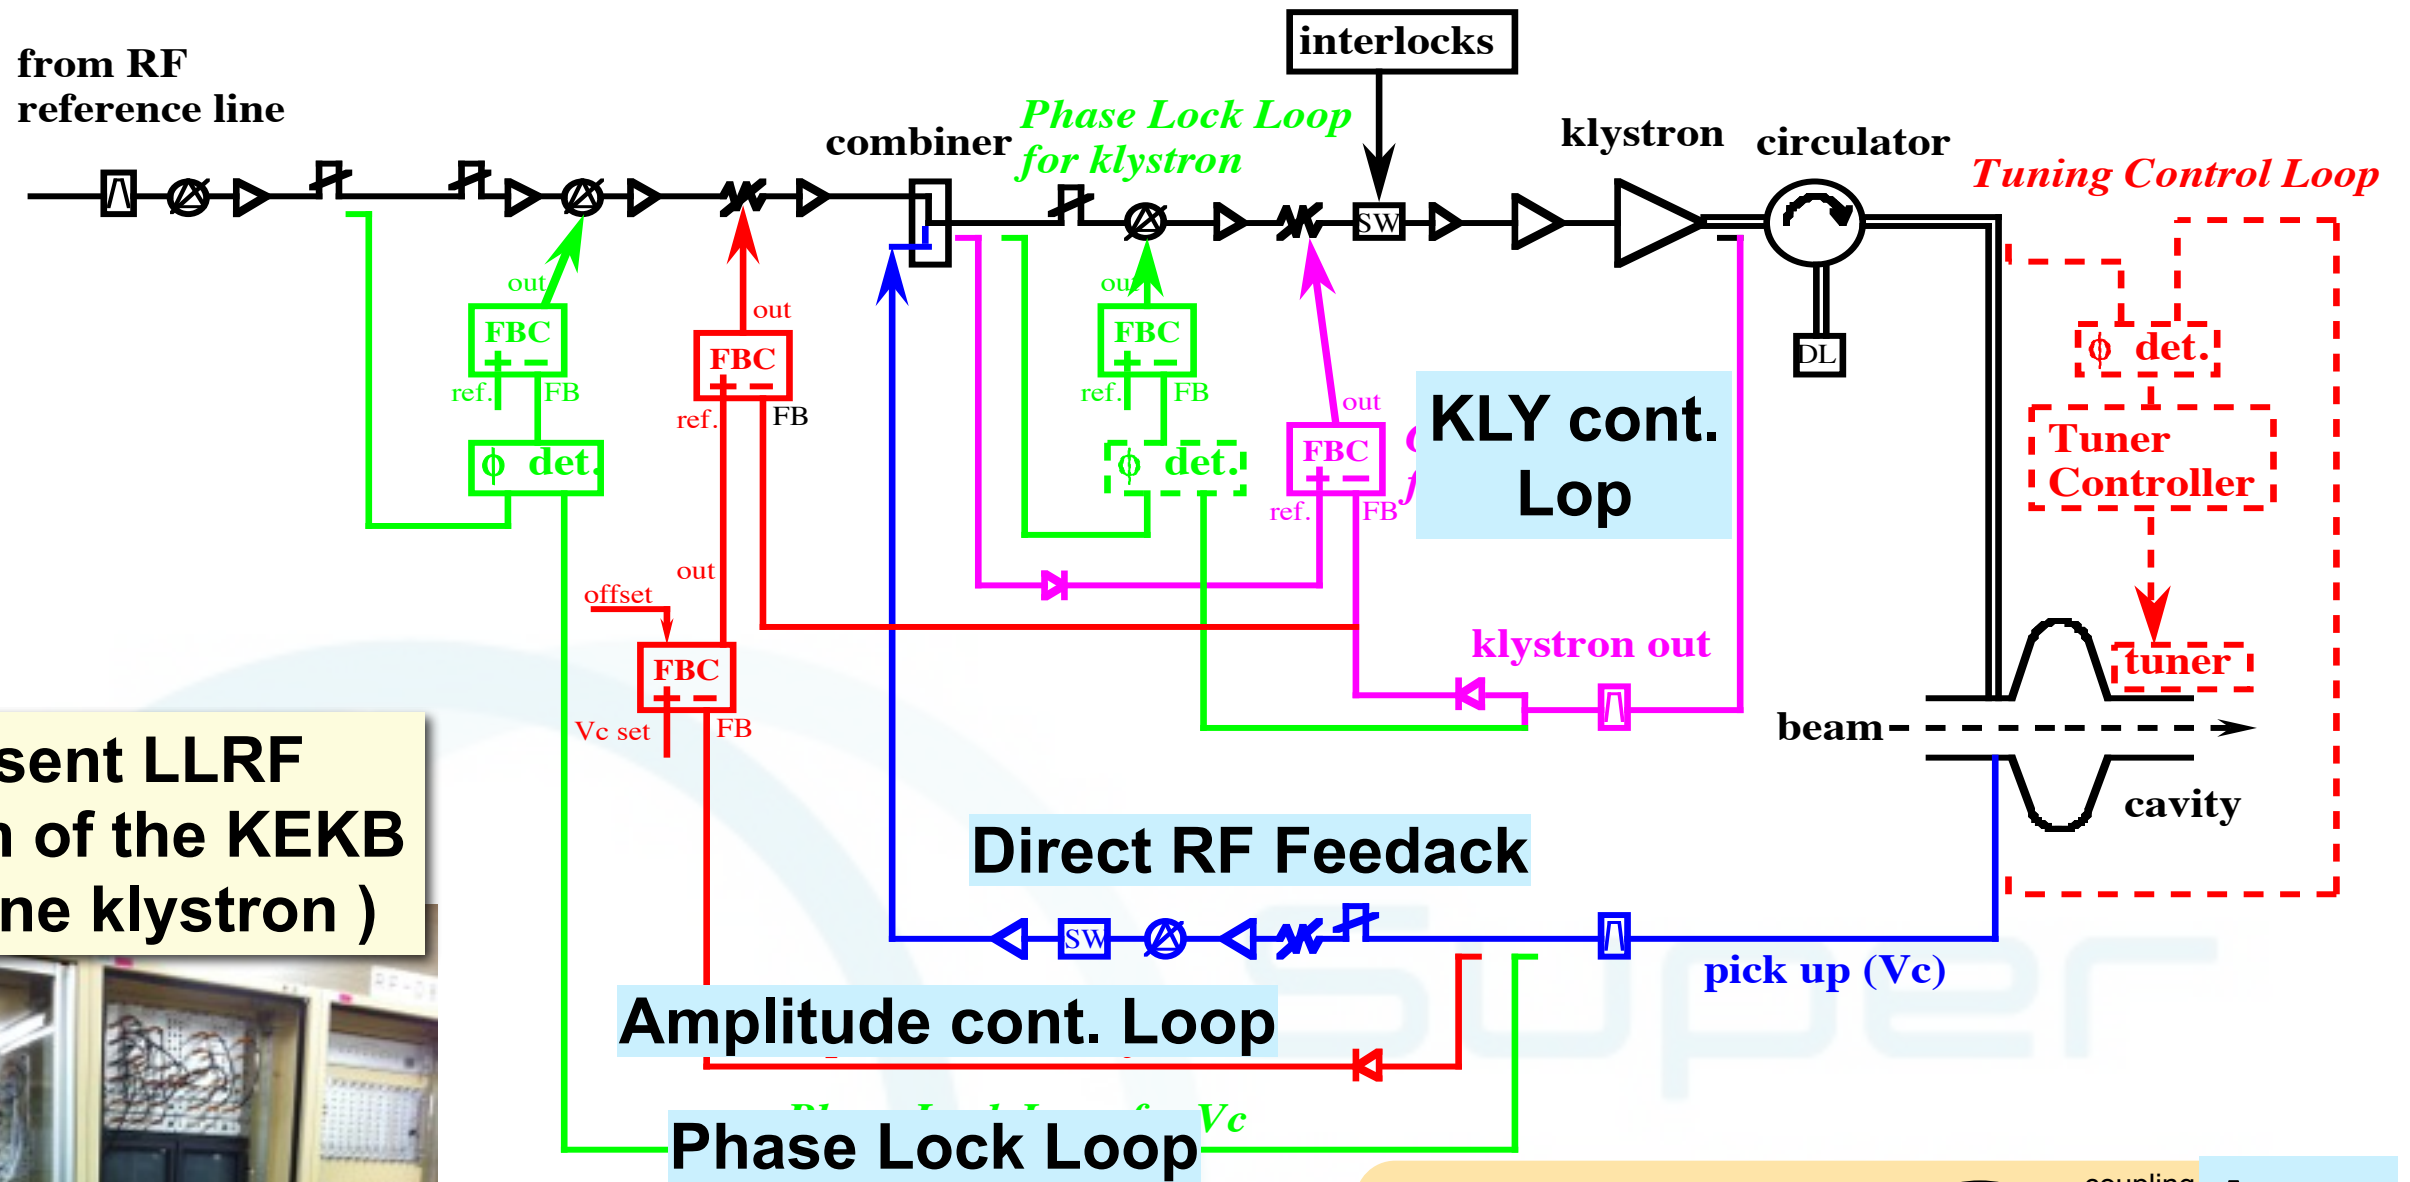 interlocks
from RF
reference line
Phase Lock Loop
for klystron
combiner
klystron
circulator
Tuning Control Loop
SW
out
FBC
ref.
FB
ϕ det.
out
FBC
ref.
FB
out
FBC
ref.
FB
ϕ det.
out
FBC
ref.
FB
KLY cont.
Lop
DL
ϕ det.
Tuner
Controller
tuner
offset
out
FBC
Vc set
FB
klystron out
beam
cavity
sent LLRF
of the KEKB
ne klystron )
Direct RF Feedack
SW
pick up (Vc)
Amplitude cont. Loop
Vc
Phase Lock Loop
Super
coupling